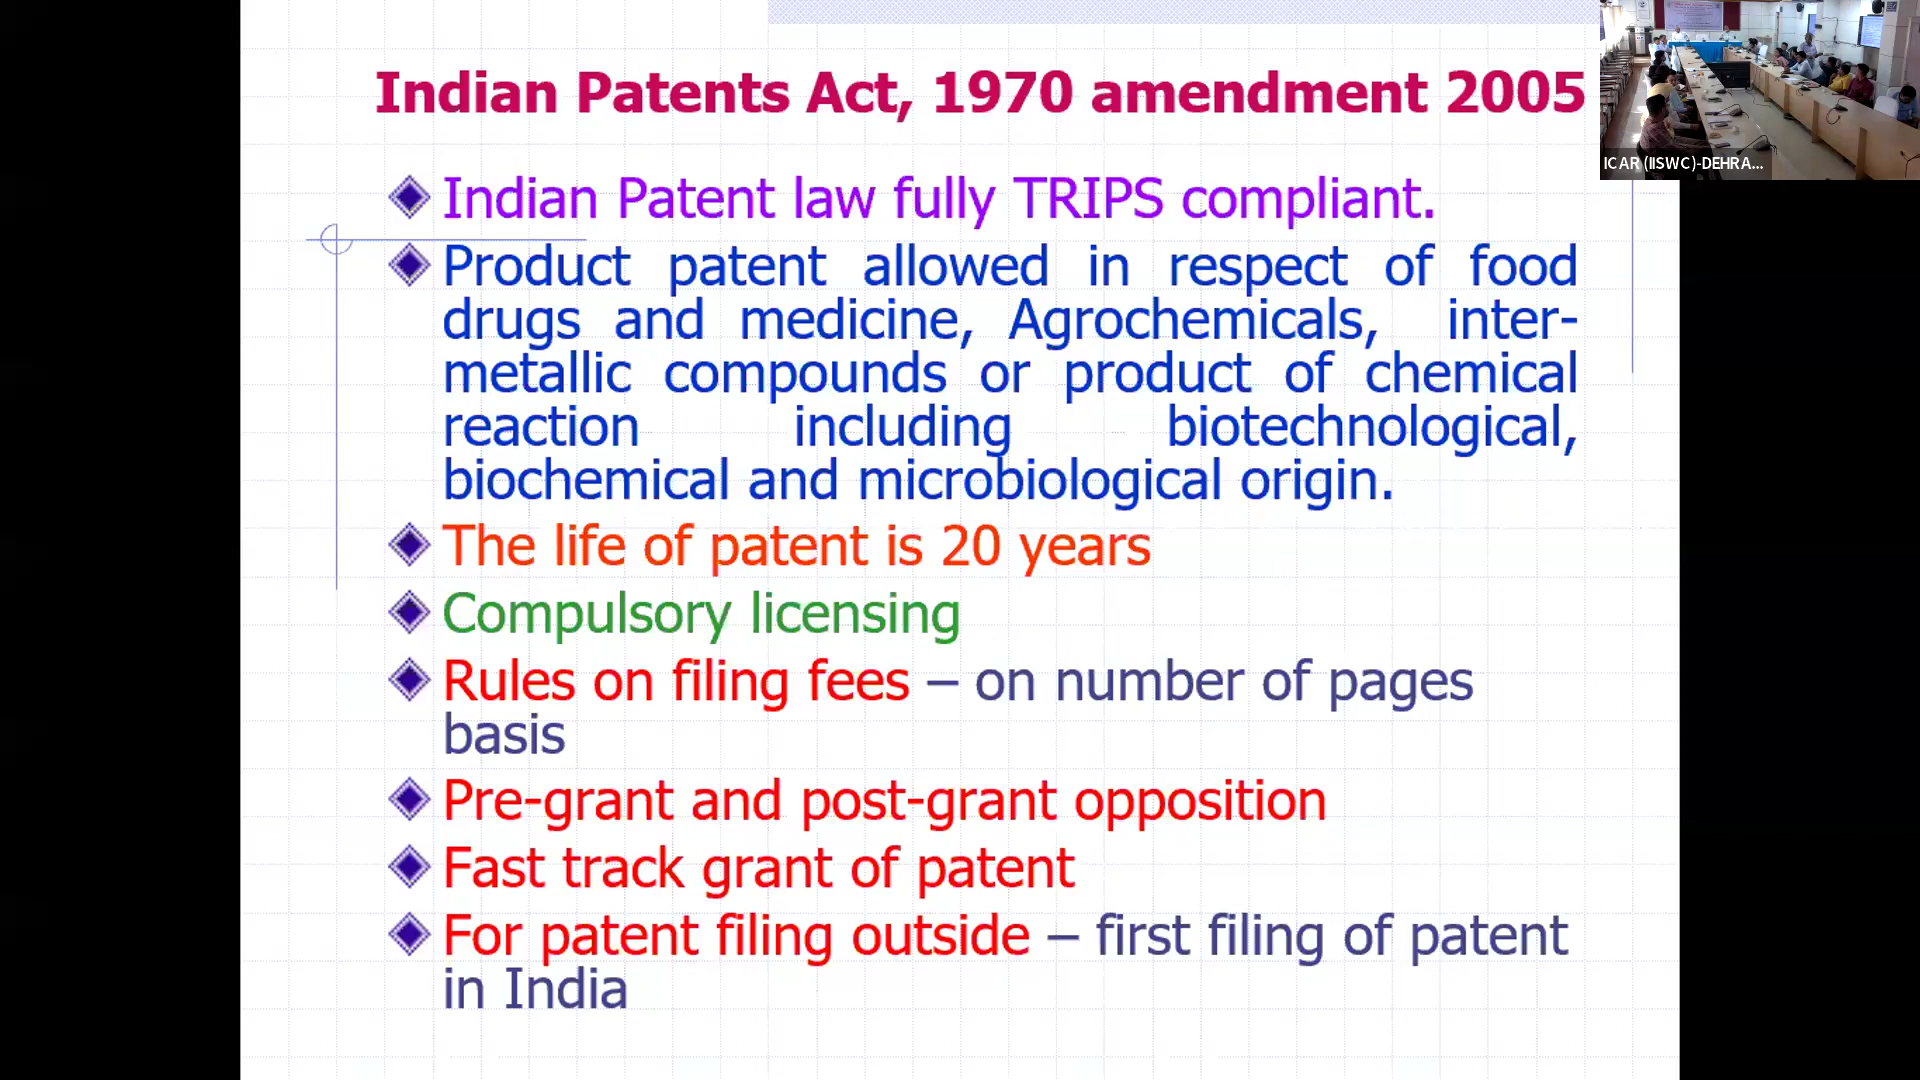 Indian Patents Act, 1970 amendment 2005
Indian Patent law fully TRIPS compliant.
Product patent allowed in respect of food
drugs and medicine, Agrochemicals, inter-
metallic compounds or product of chemical
reaction including biotechnological,
biochemical and microbiological origin.
The life of patent is 20 years
Compulsory licensing
Rules on filing fees – on number of pages
basis
Pre-grant and post-grant opposition
Fast track grant of patent
For patent filing outside – first filing of patent
in India
ICAR (IISWC)-DEHRA...